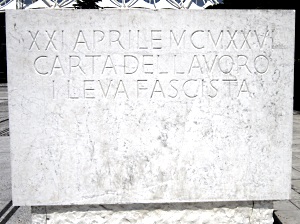 XXI APRILE MCMXXVI
CARTA DEL LAVORO
I LEVA FASCISTA